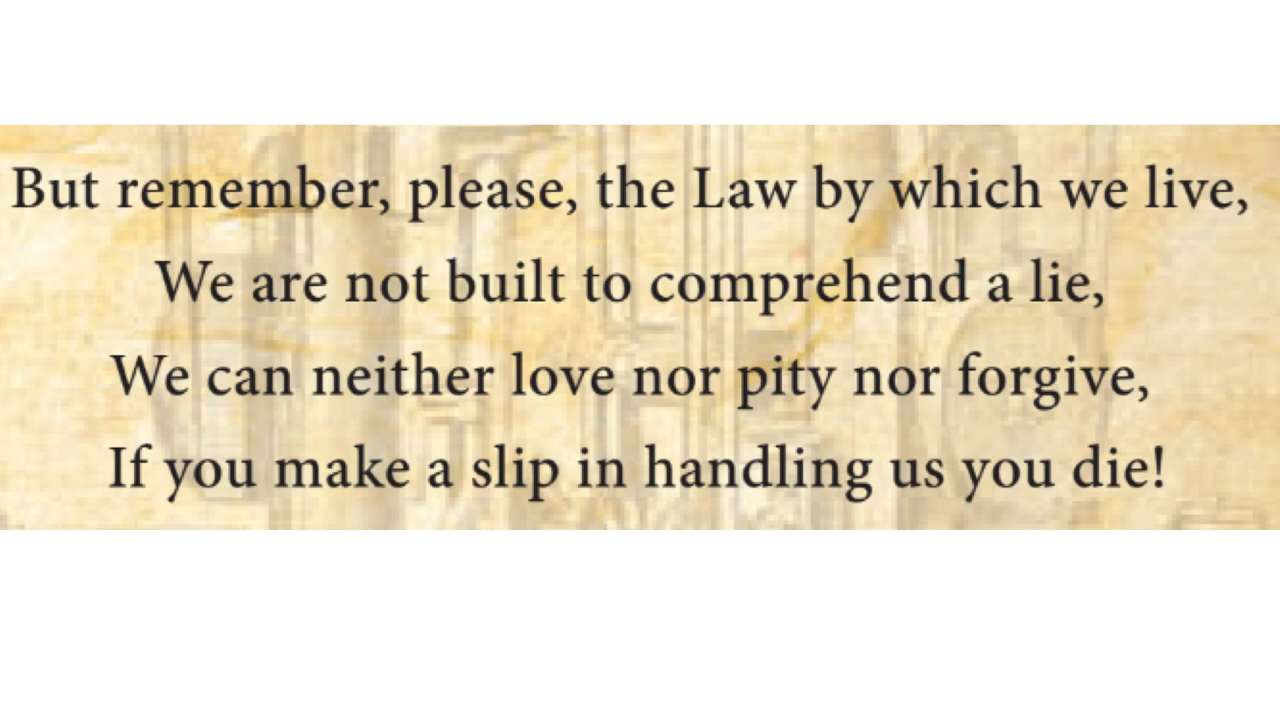 But remember, please, the Law by which we live,
We are not built to comprehend a lie,
We can neither love nor pity nor forgive,
If you make a slip in handling us you die!